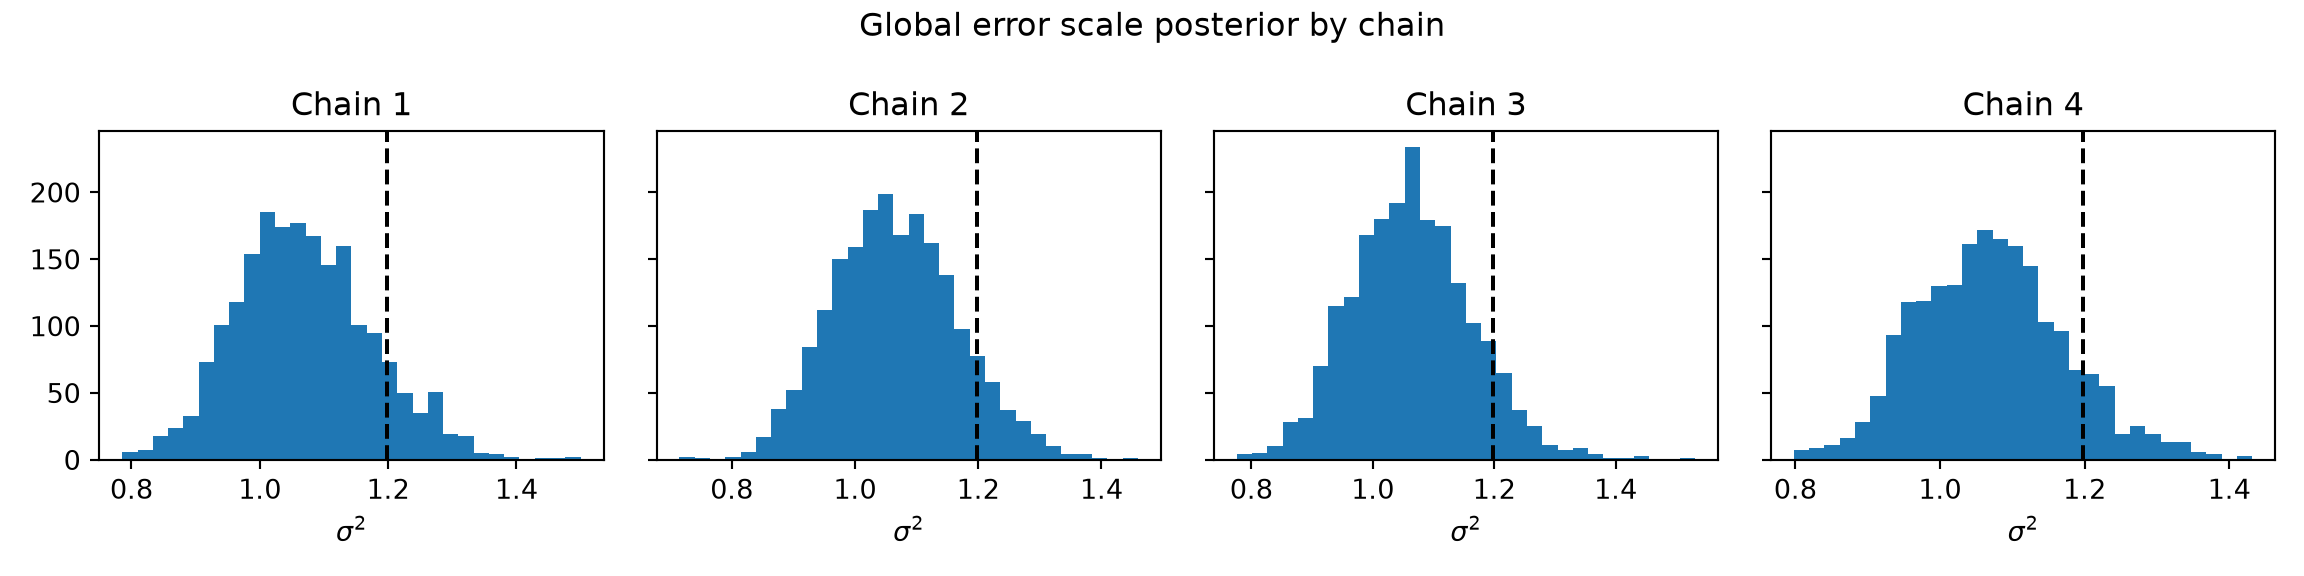 Global error scale posterior by chain
Chain 1
Chain 2
Chain 3
Chain 4
200
150
100
50
0
0.8 1.0 1.2 1.4
0.8 1.0 1.2 1.4
0.8 1.0 1.2 1.4
0.8 1.0 1.2 1.4
σ²
σ²
σ²
σ²